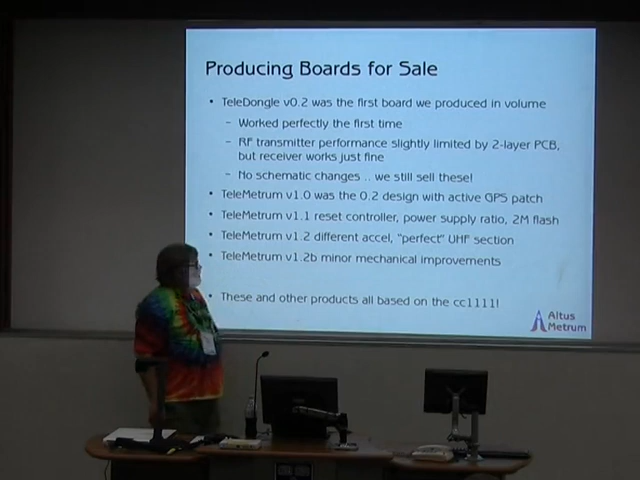 Producing Boards for Sale
• TeleDongle v0.2 was the first board we produced in volume
– Worked perfectly the first time
– RF transmitter performance slightly limited by 2-layer PCB,
but receiver works just fine
– No schematic changes .. we still sell these!
• TeleMetrum v1.0 was the 0.2 design with active GPS patch
• TeleMetrum v1.1 reset controller, power supply ratio, 2M flash
• TeleMetrum v1.2 different accel, "perfect" UHF section
• TeleMetrum v1.2b minor mechanical improvements
• These and other products all based on the cc1111!
Altus
Metrum